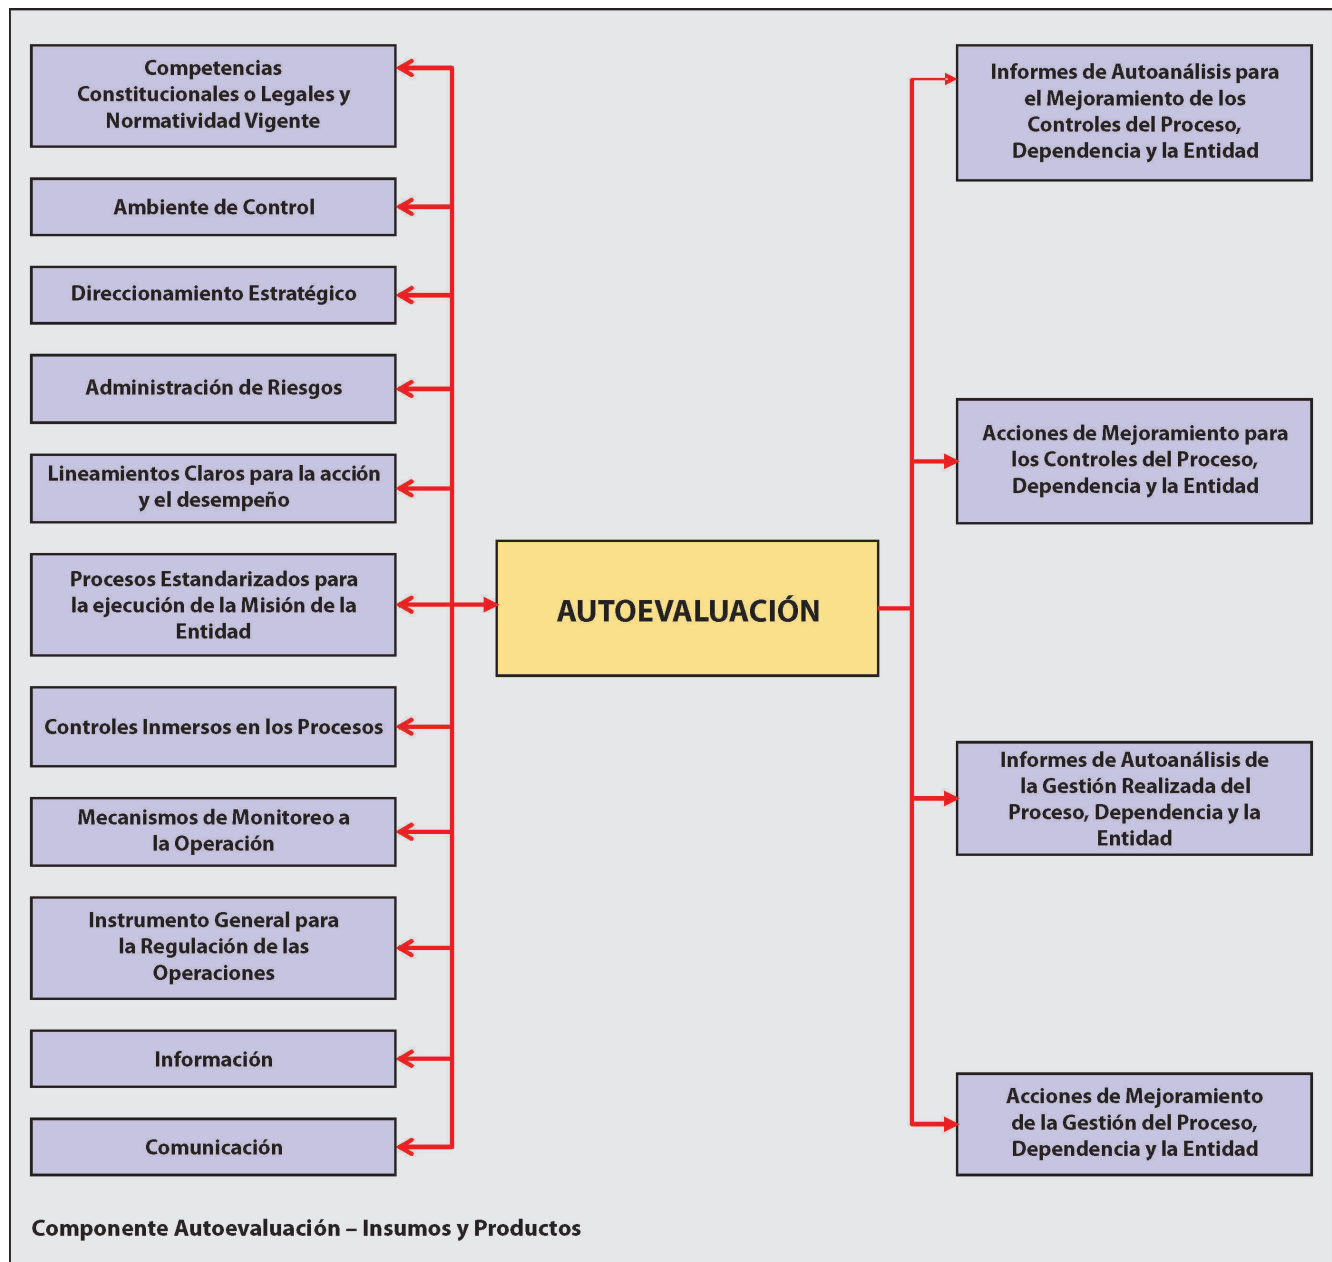 Competencias
Constitucionales o Legales y
Normatividad Vigente
Ambiente de Control
Direccionamiento Estratégico
Administración de Riesgos
Lineamientos Claros para la acción
y el desempeño
Procesos Estandarizados para
la ejecución de la Misión de la
Entidad
Controles Inmersos en los Procesos
Mecanismos de Monitoreo a
la Operación
Instrumento General para
la Regulación de las
Operaciones
Información
Comunicación
AUTOEVALUACIÓN
Informes de Autoanálisis para
el Mejoramiento de los
Controles del Proceso,
Dependencia y la Entidad
Acciones de Mejoramiento para
los Controles del Proceso,
Dependencia y la Entidad
Informes de Autoanálisis de
la Gestión Realizada del
Proceso, Dependencia y la
Entidad
Acciones de Mejoramiento
de la Gestión del Proceso,
Dependencia y la Entidad
Componente Autoevaluación – Insumos y Productos